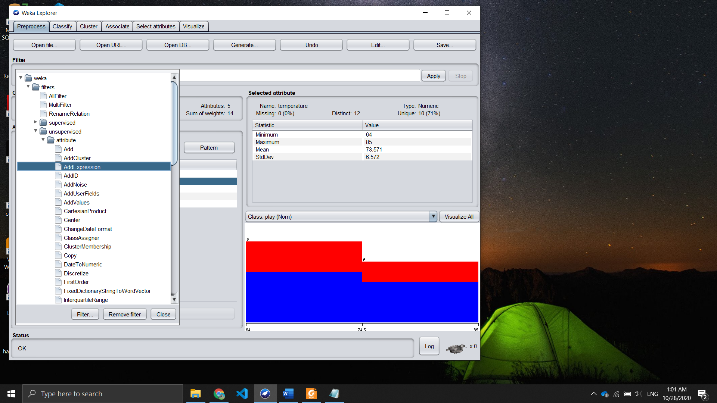 Weka Explorer
Preprocess
Classify
Cluster
Associate
Select attributes
Visualize
Open file
Open URL
Open DB
Generate
Undo
Edit
Save
Filter
Apply
Stop
weka
filters
AllFilter
MultiFilter
RenameRelation
supervised
unsupervised
attribute
Add
AddCluster
AddExpression
AddID
AddNoise
AddUserFields
AddValues
CartesianProduct
Center
ChangeDateFormat
ClassAssigner
ClusterMembership
Copy
DateToNumeric
Discretize
FirstOrder
FixedDictionaryStringToWordVector
InterquartileRange
Filter...
Remove filter
Close
Attributes: 5
Sum of weights: 14
Pattern
Selected attribute
Name: temperature
Type: Numeric
Missing: 0 (0%)
Distinct: 12
Unique: 10 (71%)
Statistic
Value
Minimum
64
Maximum
85
Mean
73.571
StdDev
6.572
Class: play (Nom)
Visualize All
64
74.5
85
Status
OK
Log
x 0
Type here to search
ENG
1:01 AM
10/28/2020